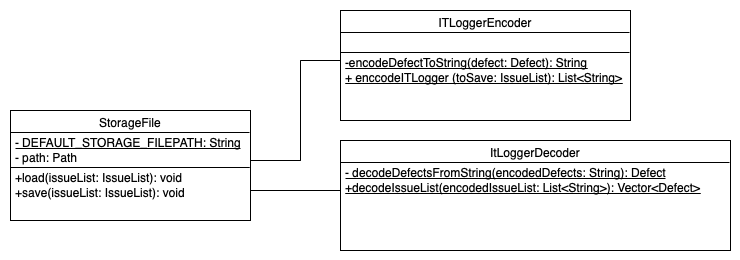 ITLoggerEncoder
-encodeDefectToString(defect: Defect): String
+ enccodeITLogger (toSave: IssueList): List<String>
StorageFile
- DEFAULT_STORAGE_FILEPATH: String
- path: Path
+load(issueList: IssueList): void
+save(issueList: IssueList): void
ItLoggerDecoder
- decodeDefectsFromString(encodedDefects: String): Defect
+decodeIssueList(encodedIssueList: List<String>): Vector<Defect>